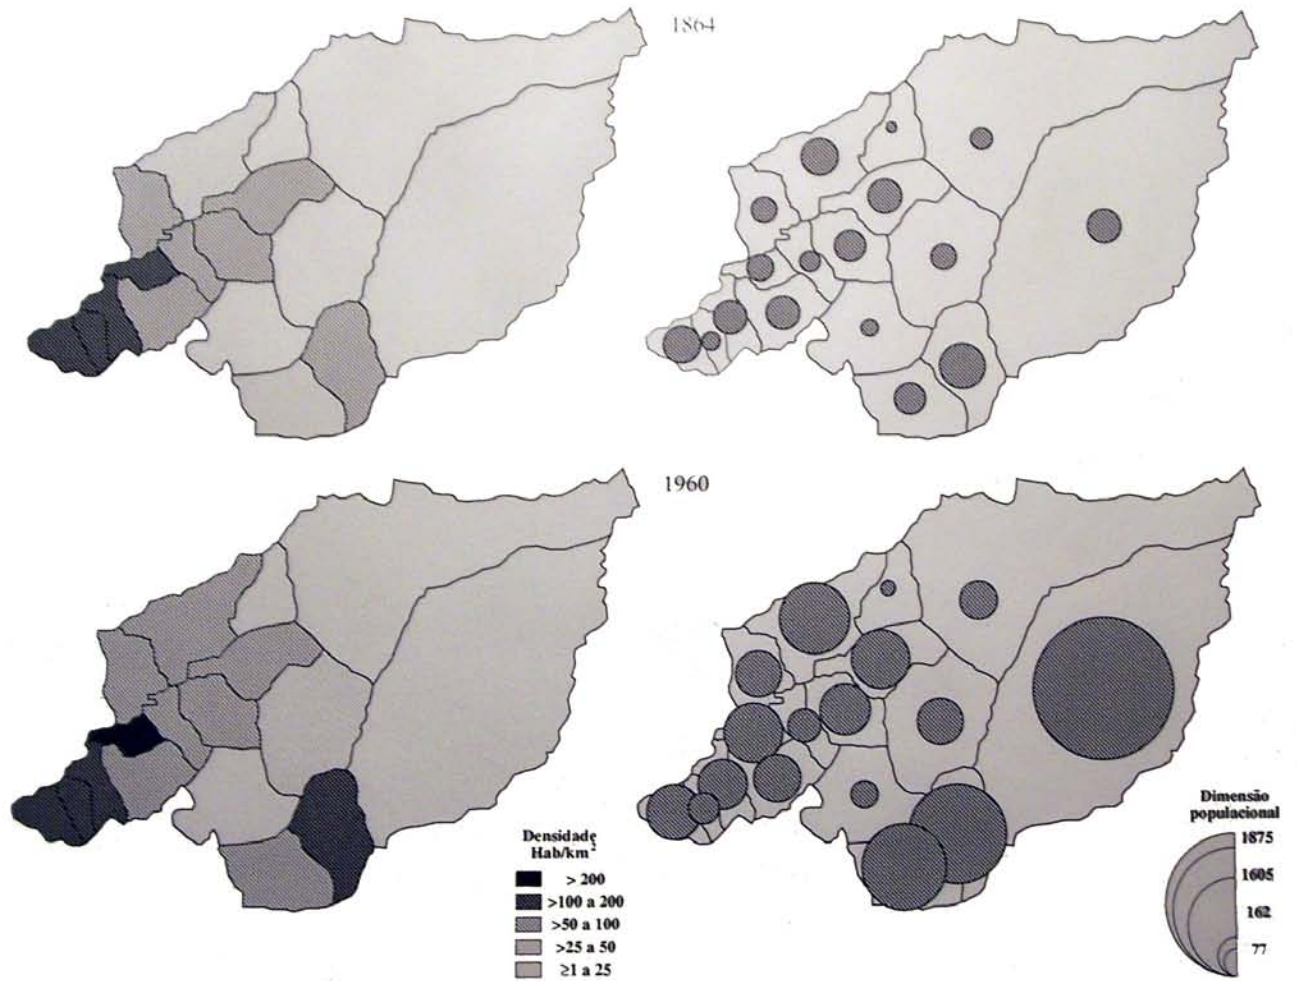 1864
1960
Densidade
Hab/km²
> 200
>100 a 200
>50 a 100
>25 a 50
≥1 a 25
Dimensão
populacional
1875
1605
162
77